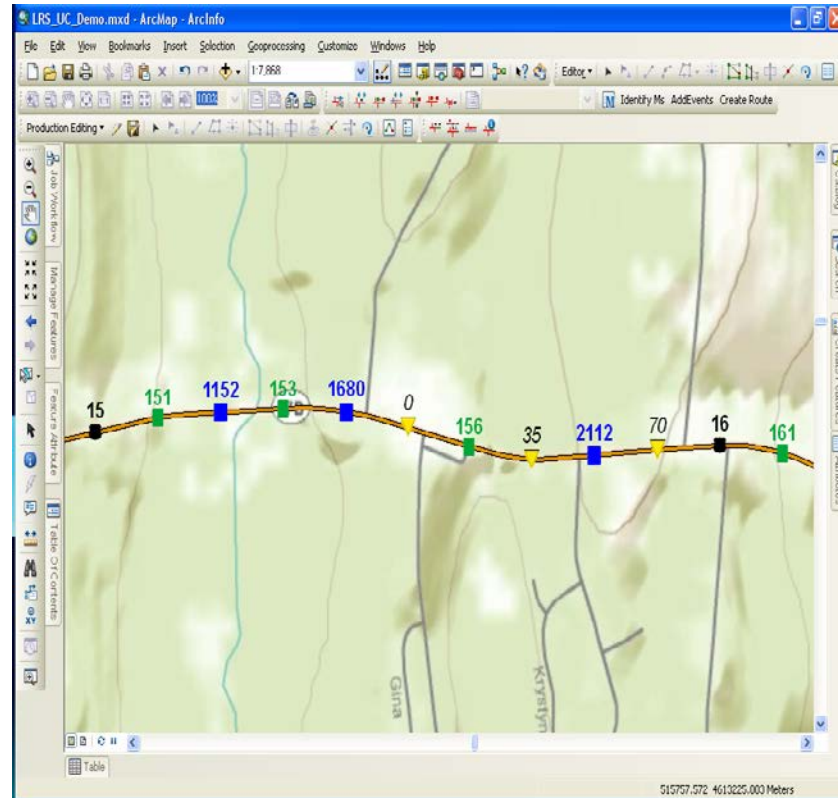 LRS_UC_Demo.mxd - ArcMap - ArcInfo
File Edit View Bookmarks Insert Selection Geoprocessing Customize Windows Help
1:7,868 Editor
Identify Ms AddEvents Create Route
Production Editing
Job Workflow
Manage Features
Feature Attribute
Table Of Contents
15
151
1152
153
1680
0
156
35
2112
70
16
161
Gina
Krystyn
Table
515757.572 4613225.003 Meters